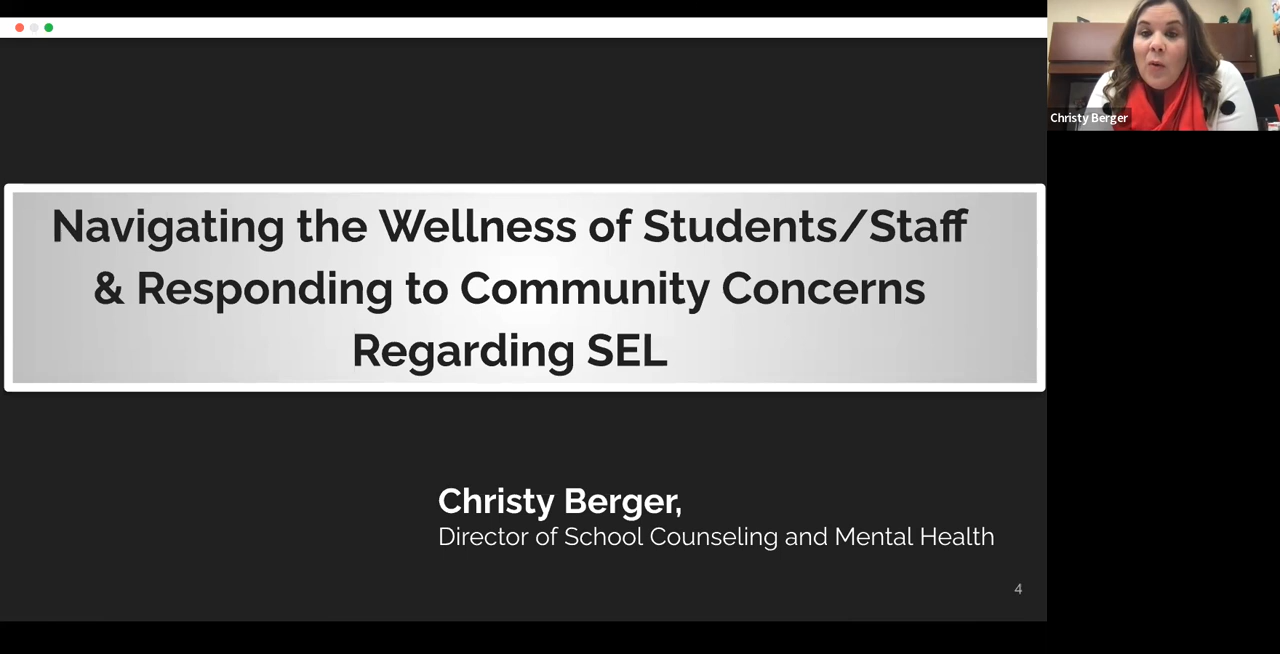 Navigating the Wellness of Students/Staff
& Responding to Community Concerns
Regarding SEL
Christy Berger,
Director of School Counseling and Mental Health
4
Christy Berger